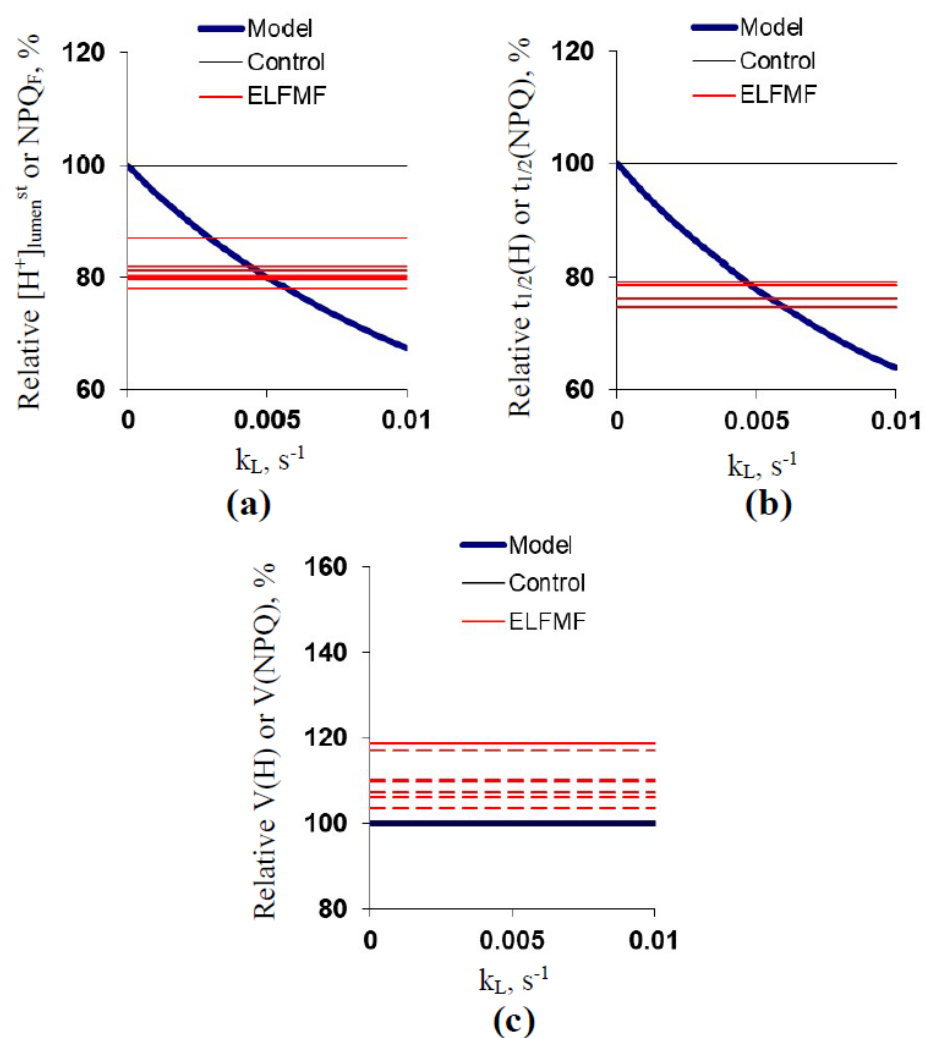 Model
Control
ELFMF
Relative [H+]lumen st or NPQF, %
120
100
80
60
0
0.005
0.01
kL, s-1
(a)
Model
Control
ELFMF
Relative t1/2(H) or t1/2(NPQ), %
120
100
80
60
0
0.005
0.01
kL, s-1
(b)
Model
Control
ELFMF
Relative V(H) or V(NPQ), %
160
140
120
100
80
0
0.005
0.01
kL, s-1
(c)